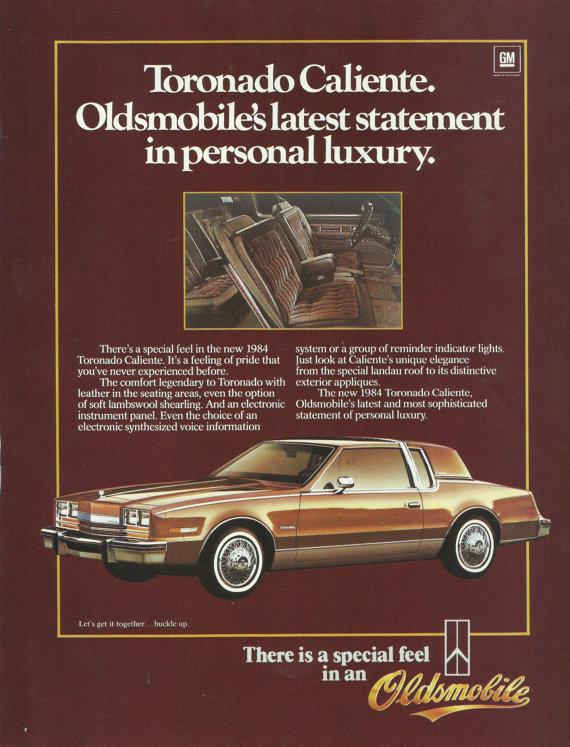 GM
Toronado Caliente.
Oldsmobile's latest statement
in personal luxury.
There's a special feel in the new 1984
Toronado Caliente. It's a feeling of pride that
you've never experienced before.
The comfort legendary to Toronado with
leather in the seating areas, even the option
of soft lambswool shearling. And an electronic
instrument panel. Even the choice of an
electronic synthesized voice information
system or a group of reminder indicator lights.
Just look at Caliente's unique elegance
from the special landau roof to its distinctive
exterior appliques.
The new 1984 Toronado Caliente,
Oldsmobile's latest and most sophisticated
statement of personal luxury.
Oldsmobile
Let's get it together...buckle up.
There is a special feel
in an
Oldsmobile